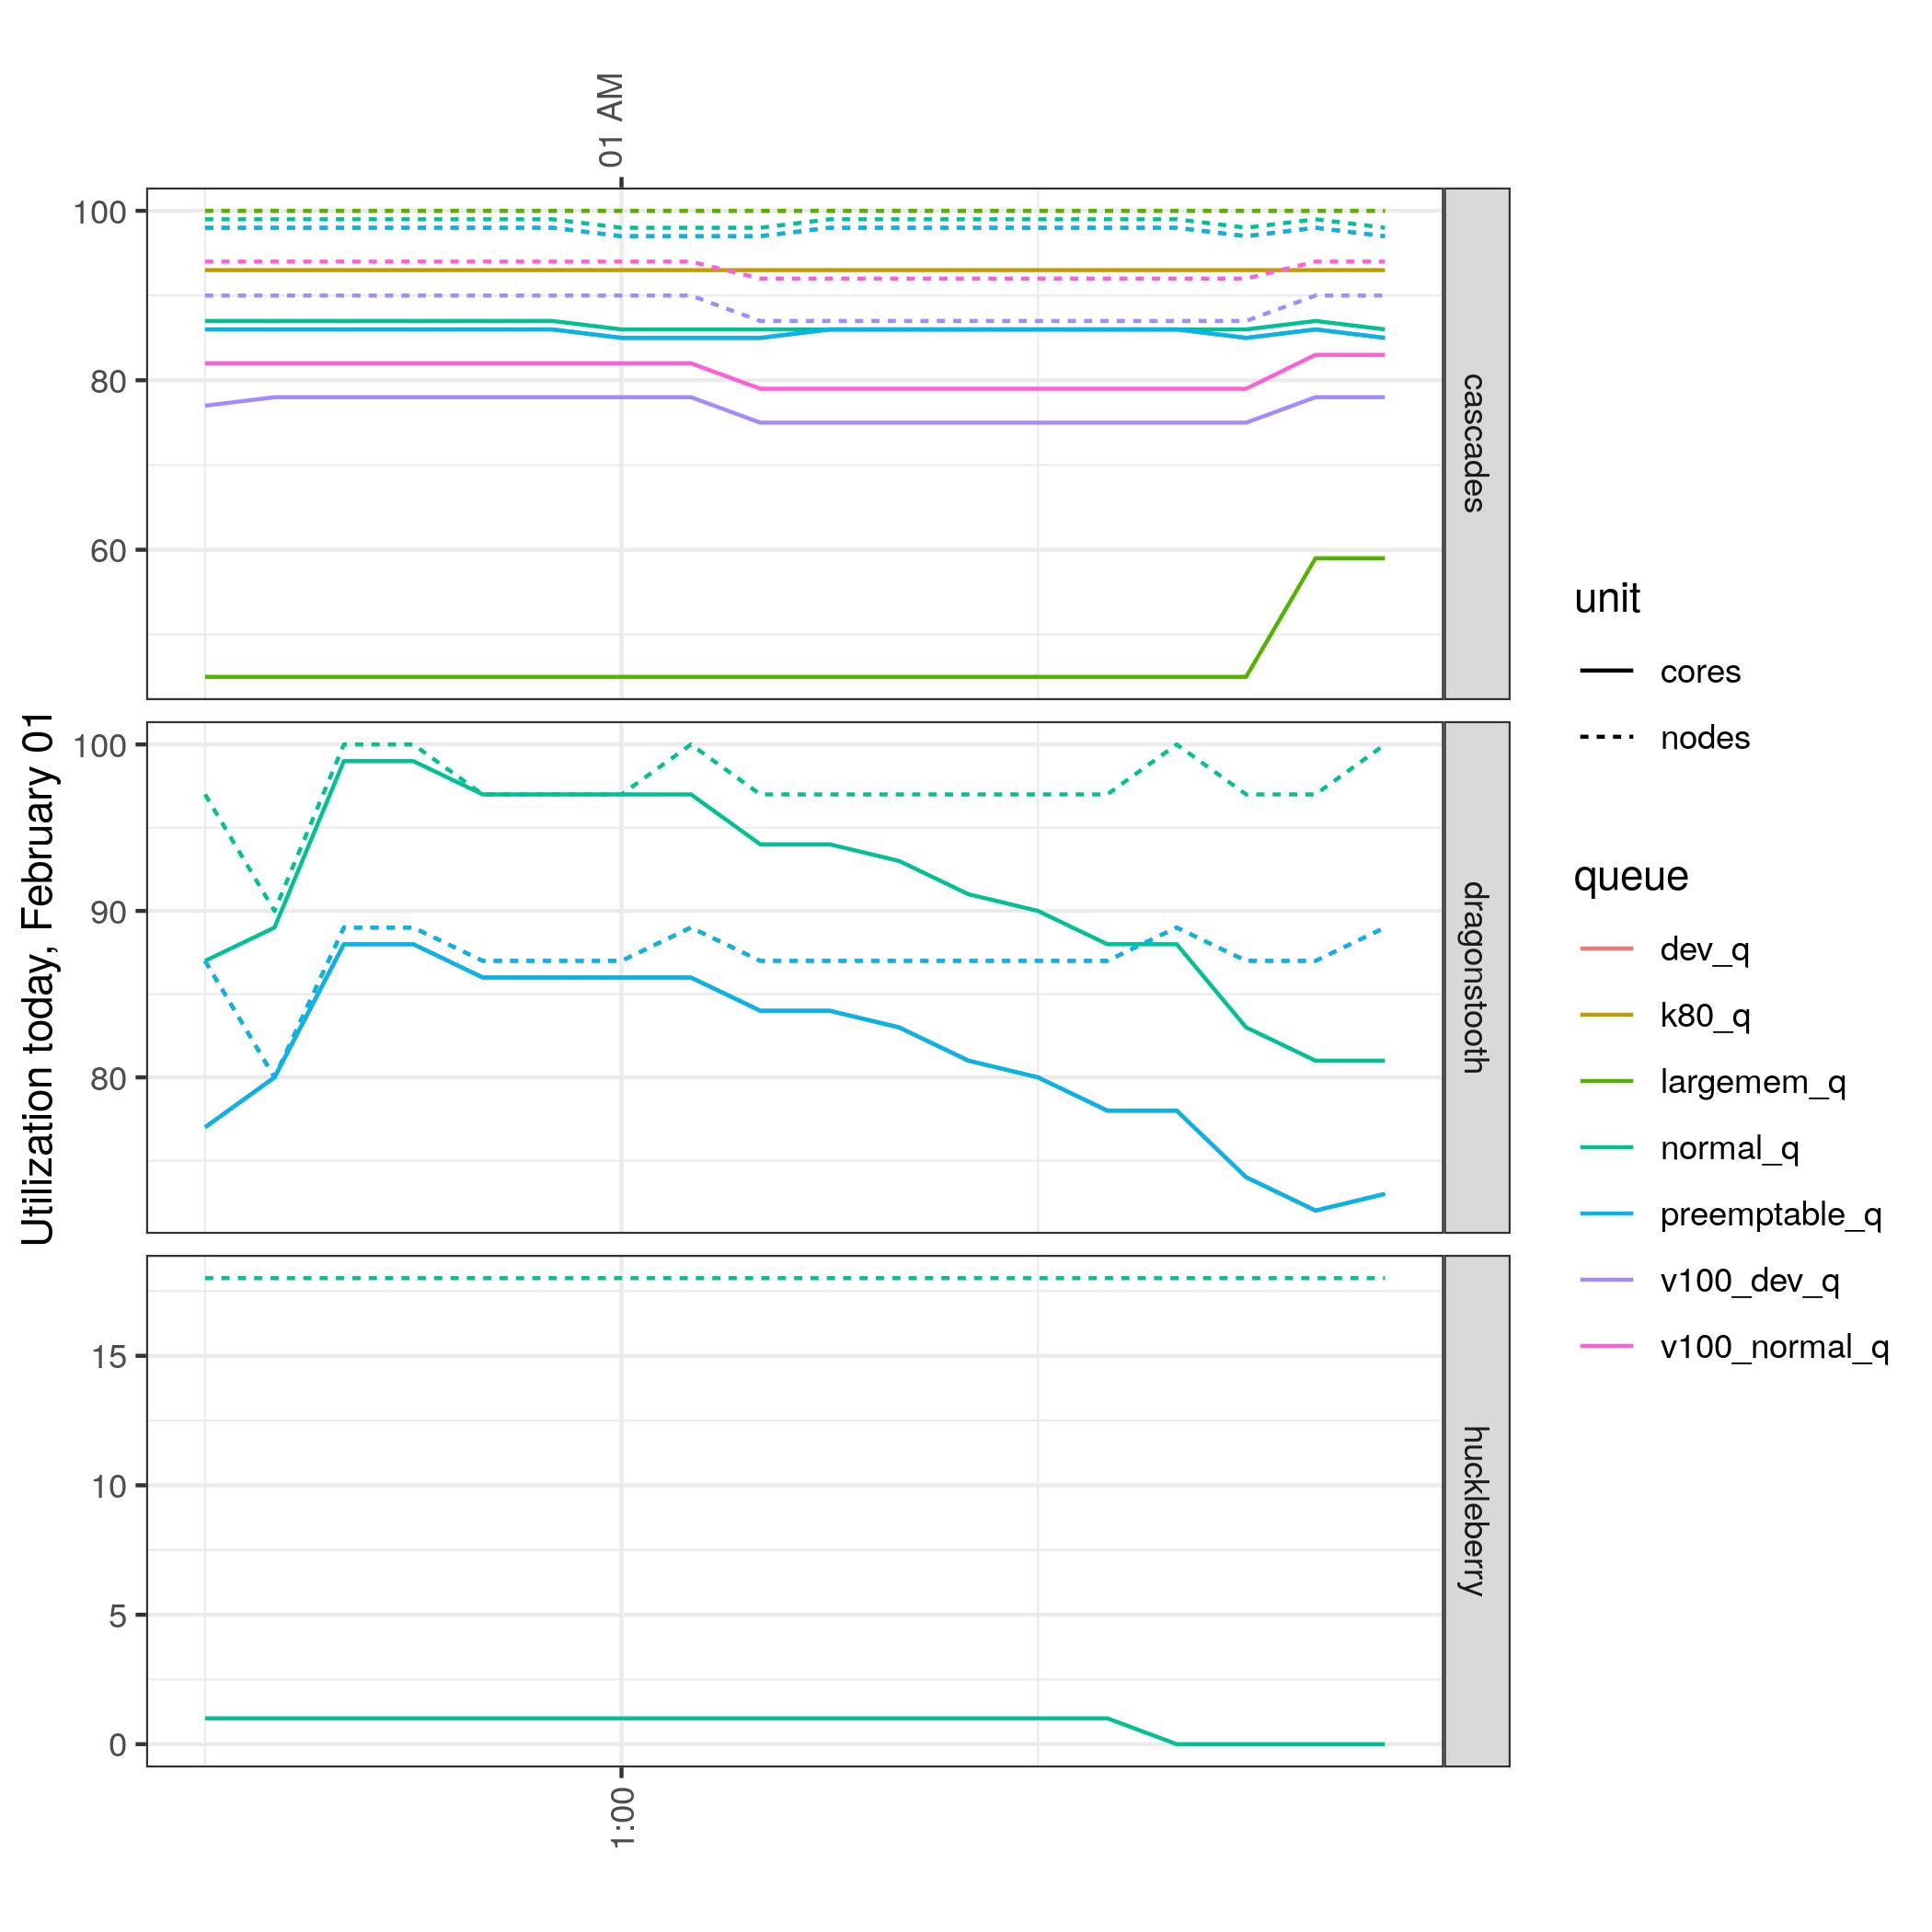 01 AM
Utilization today, February 01
100
80
60
cascades
100
90
80
dragonstooth
15
10
5
0
huckleberry
1:00
unit
cores
nodes
queue
dev_q
k80_q
largemem_q
normal_q
preemptable_q
v100_dev_q
v100_normal_q